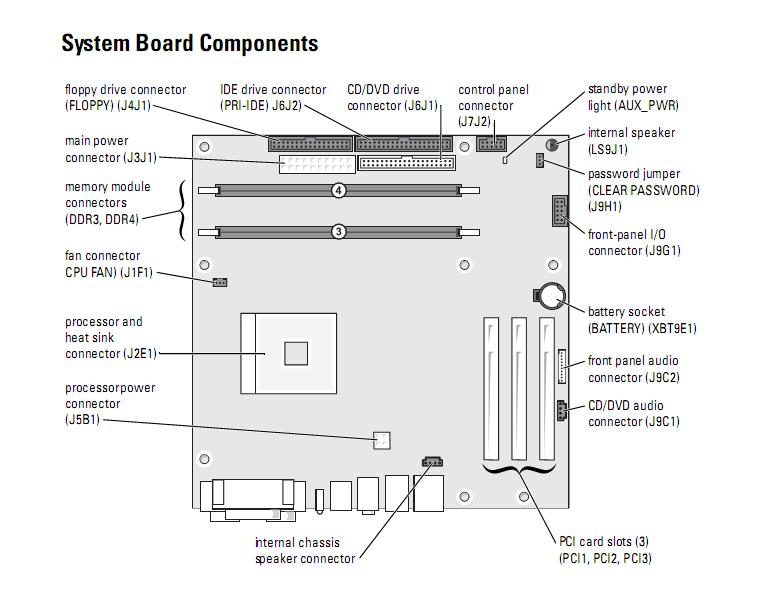 System Board Components
floppy drive connector
(FLOPPY) (J4J1)
IDE drive connector
(PRI-IDE) J6J2)
CD/DVD drive
connector (J6J1)
control panel
connector
(J7J2)
standby power
light (AUX_PWR)
internal speaker
(LS9J1)
main power
connector (J3J1)
password jumper
(CLEAR PASSWORD)
(J9H1)
memory module
connectors
(DDR3, DDR4)
4
3
front-panel I/O
connector (J9G1)
fan connector
CPU FAN) (J1F1)
battery socket
(BATTERY) (XBT9E1)
processor and
heat sink
connector (J2E1)
front panel audio
connector (J9C2)
processorpower
connector
(J5B1)
CD/DVD audio
connector (J9C1)
internal chassis
speaker connector
PCI card slots (3)
(PCI1, PCI2, PCI3)